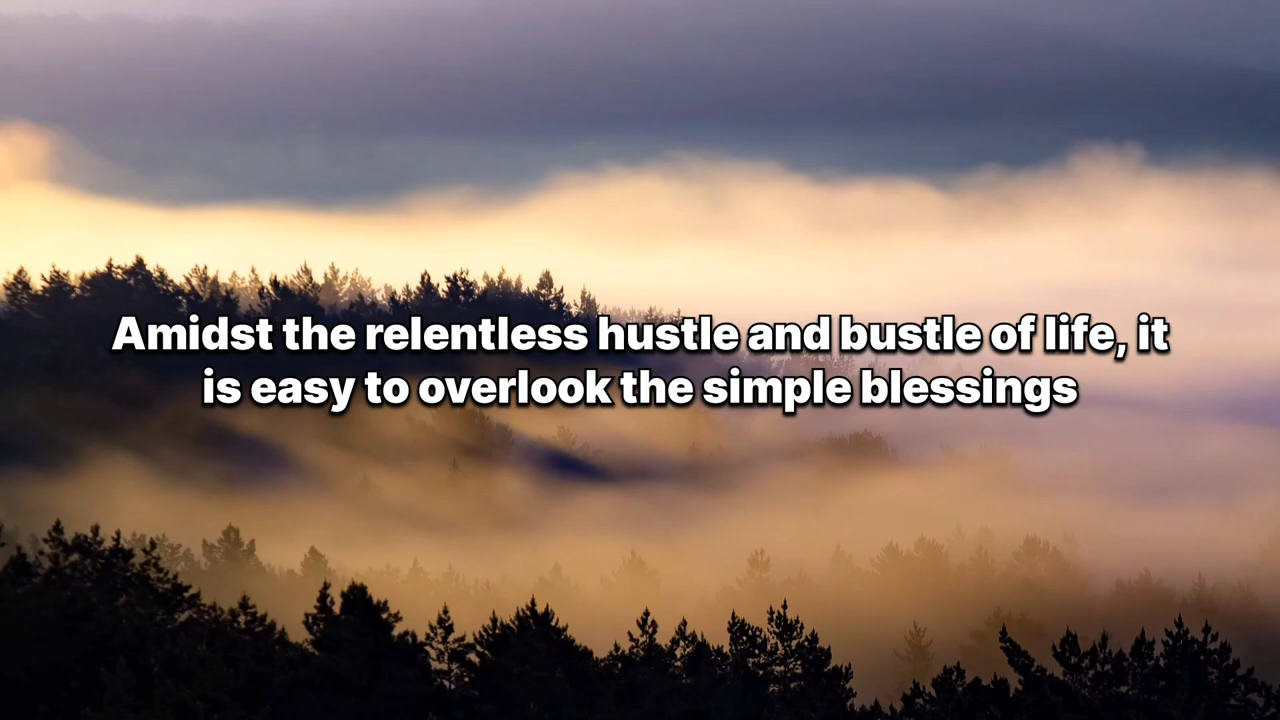 Amidst the relentless hustle and bustle of life, it
is easy to overlook the simple blessings